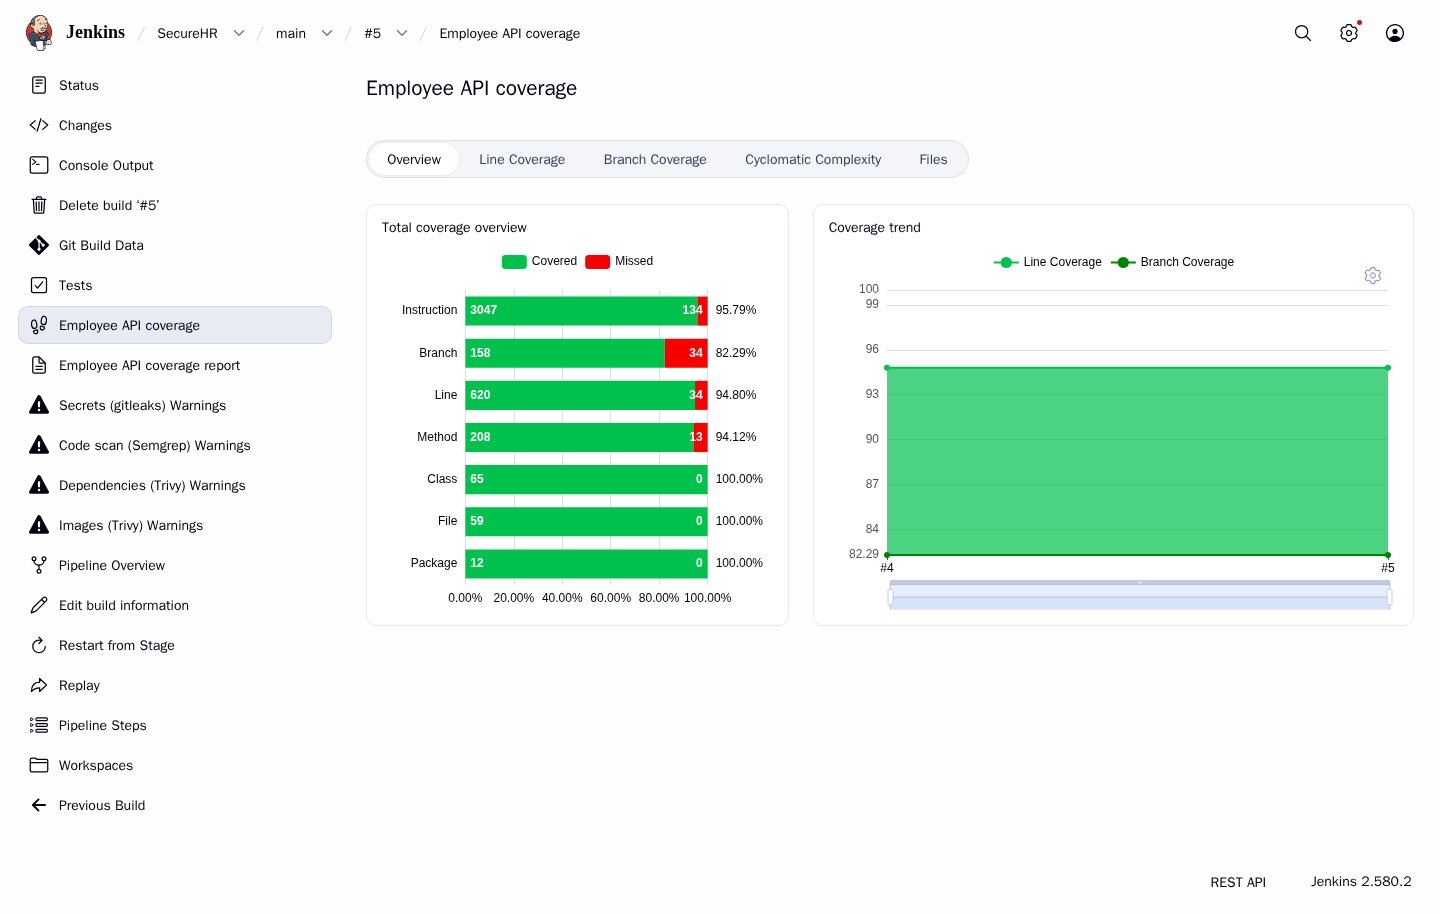 Jenkins / SecureHR / main / #5 / Employee API coverage
Status
Changes
Console Output
Delete build ‘#5’
Git Build Data
Tests
Employee API coverage
Employee API coverage report
Secrets (gitleaks) Warnings
Code scan (Semgrep) Warnings
Dependencies (Trivy) Warnings
Images (Trivy) Warnings
Pipeline Overview
Edit build information
Restart from Stage
Replay
Pipeline Steps
Workspaces
Previous Build
Employee API coverage
Overview Line Coverage Branch Coverage Cyclomatic Complexity Files
Total coverage overview
Covered Missed
Instruction 3047 134 95.79%
Branch 158 34 82.29%
Line 620 34 94.80%
Method 208 13 94.12%
Class 65 0 100.00%
File 59 0 100.00%
Package 12 0 100.00%
0.00% 20.00% 40.00% 60.00% 80.00% 100.00%
Coverage trend
Line Coverage Branch Coverage
100
99
96
93
90
87
84
82.29
#4 #5
REST API Jenkins 2.580.2